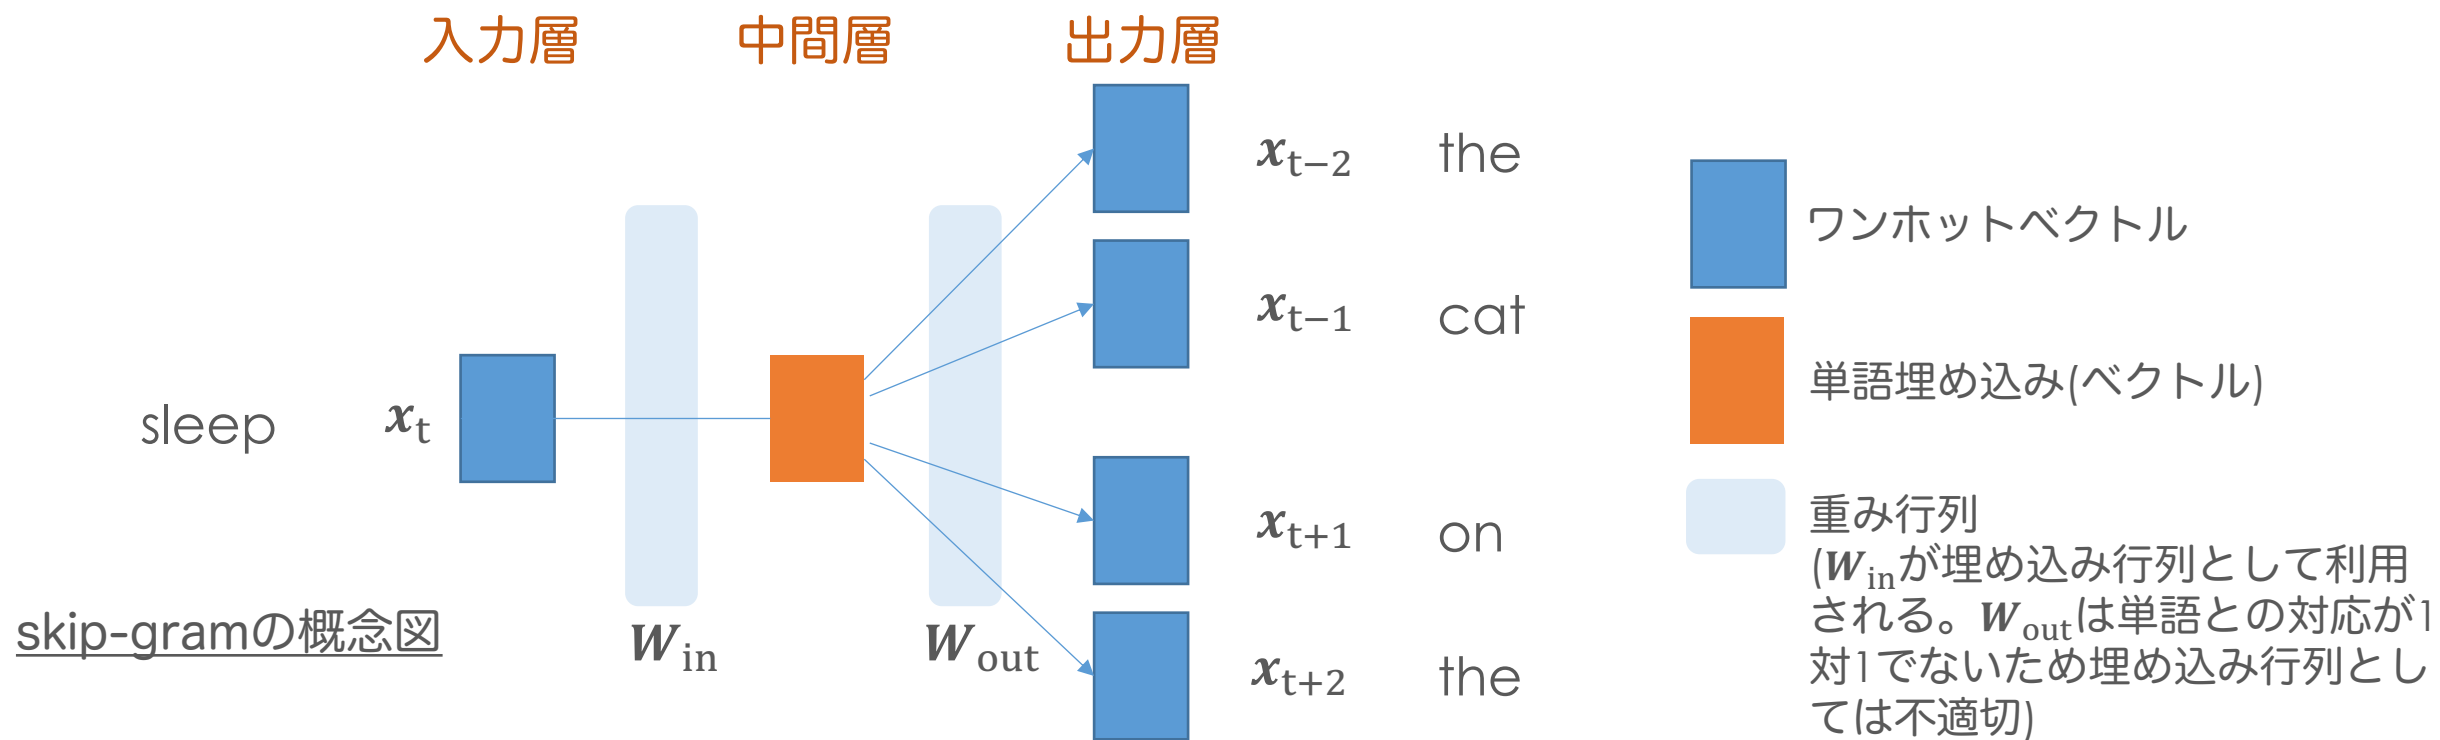 入力層 中間層 出力層
x_t−2 the
x_t−1 cat
sleep x_t
x_t+1 on
x_t+2 the
W_in W_out
skip-gramの概念図
ワンホットベクトル
単語埋め込み(ベクトル)
重み行列
(W_inが埋め込み行列として利用
される。W_outは単語との対応が1
対1でないため埋め込み行列とし
ては不適切)